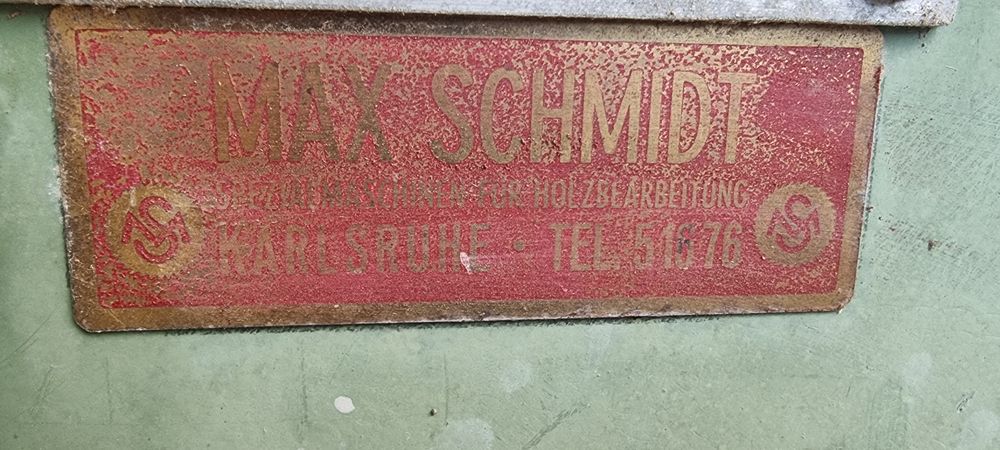 MAX SCHMIDT
SPEZIALMASCHINEN FÜR HOLZBEARBEITUNG
KARLSRUHE · TEL. 51676